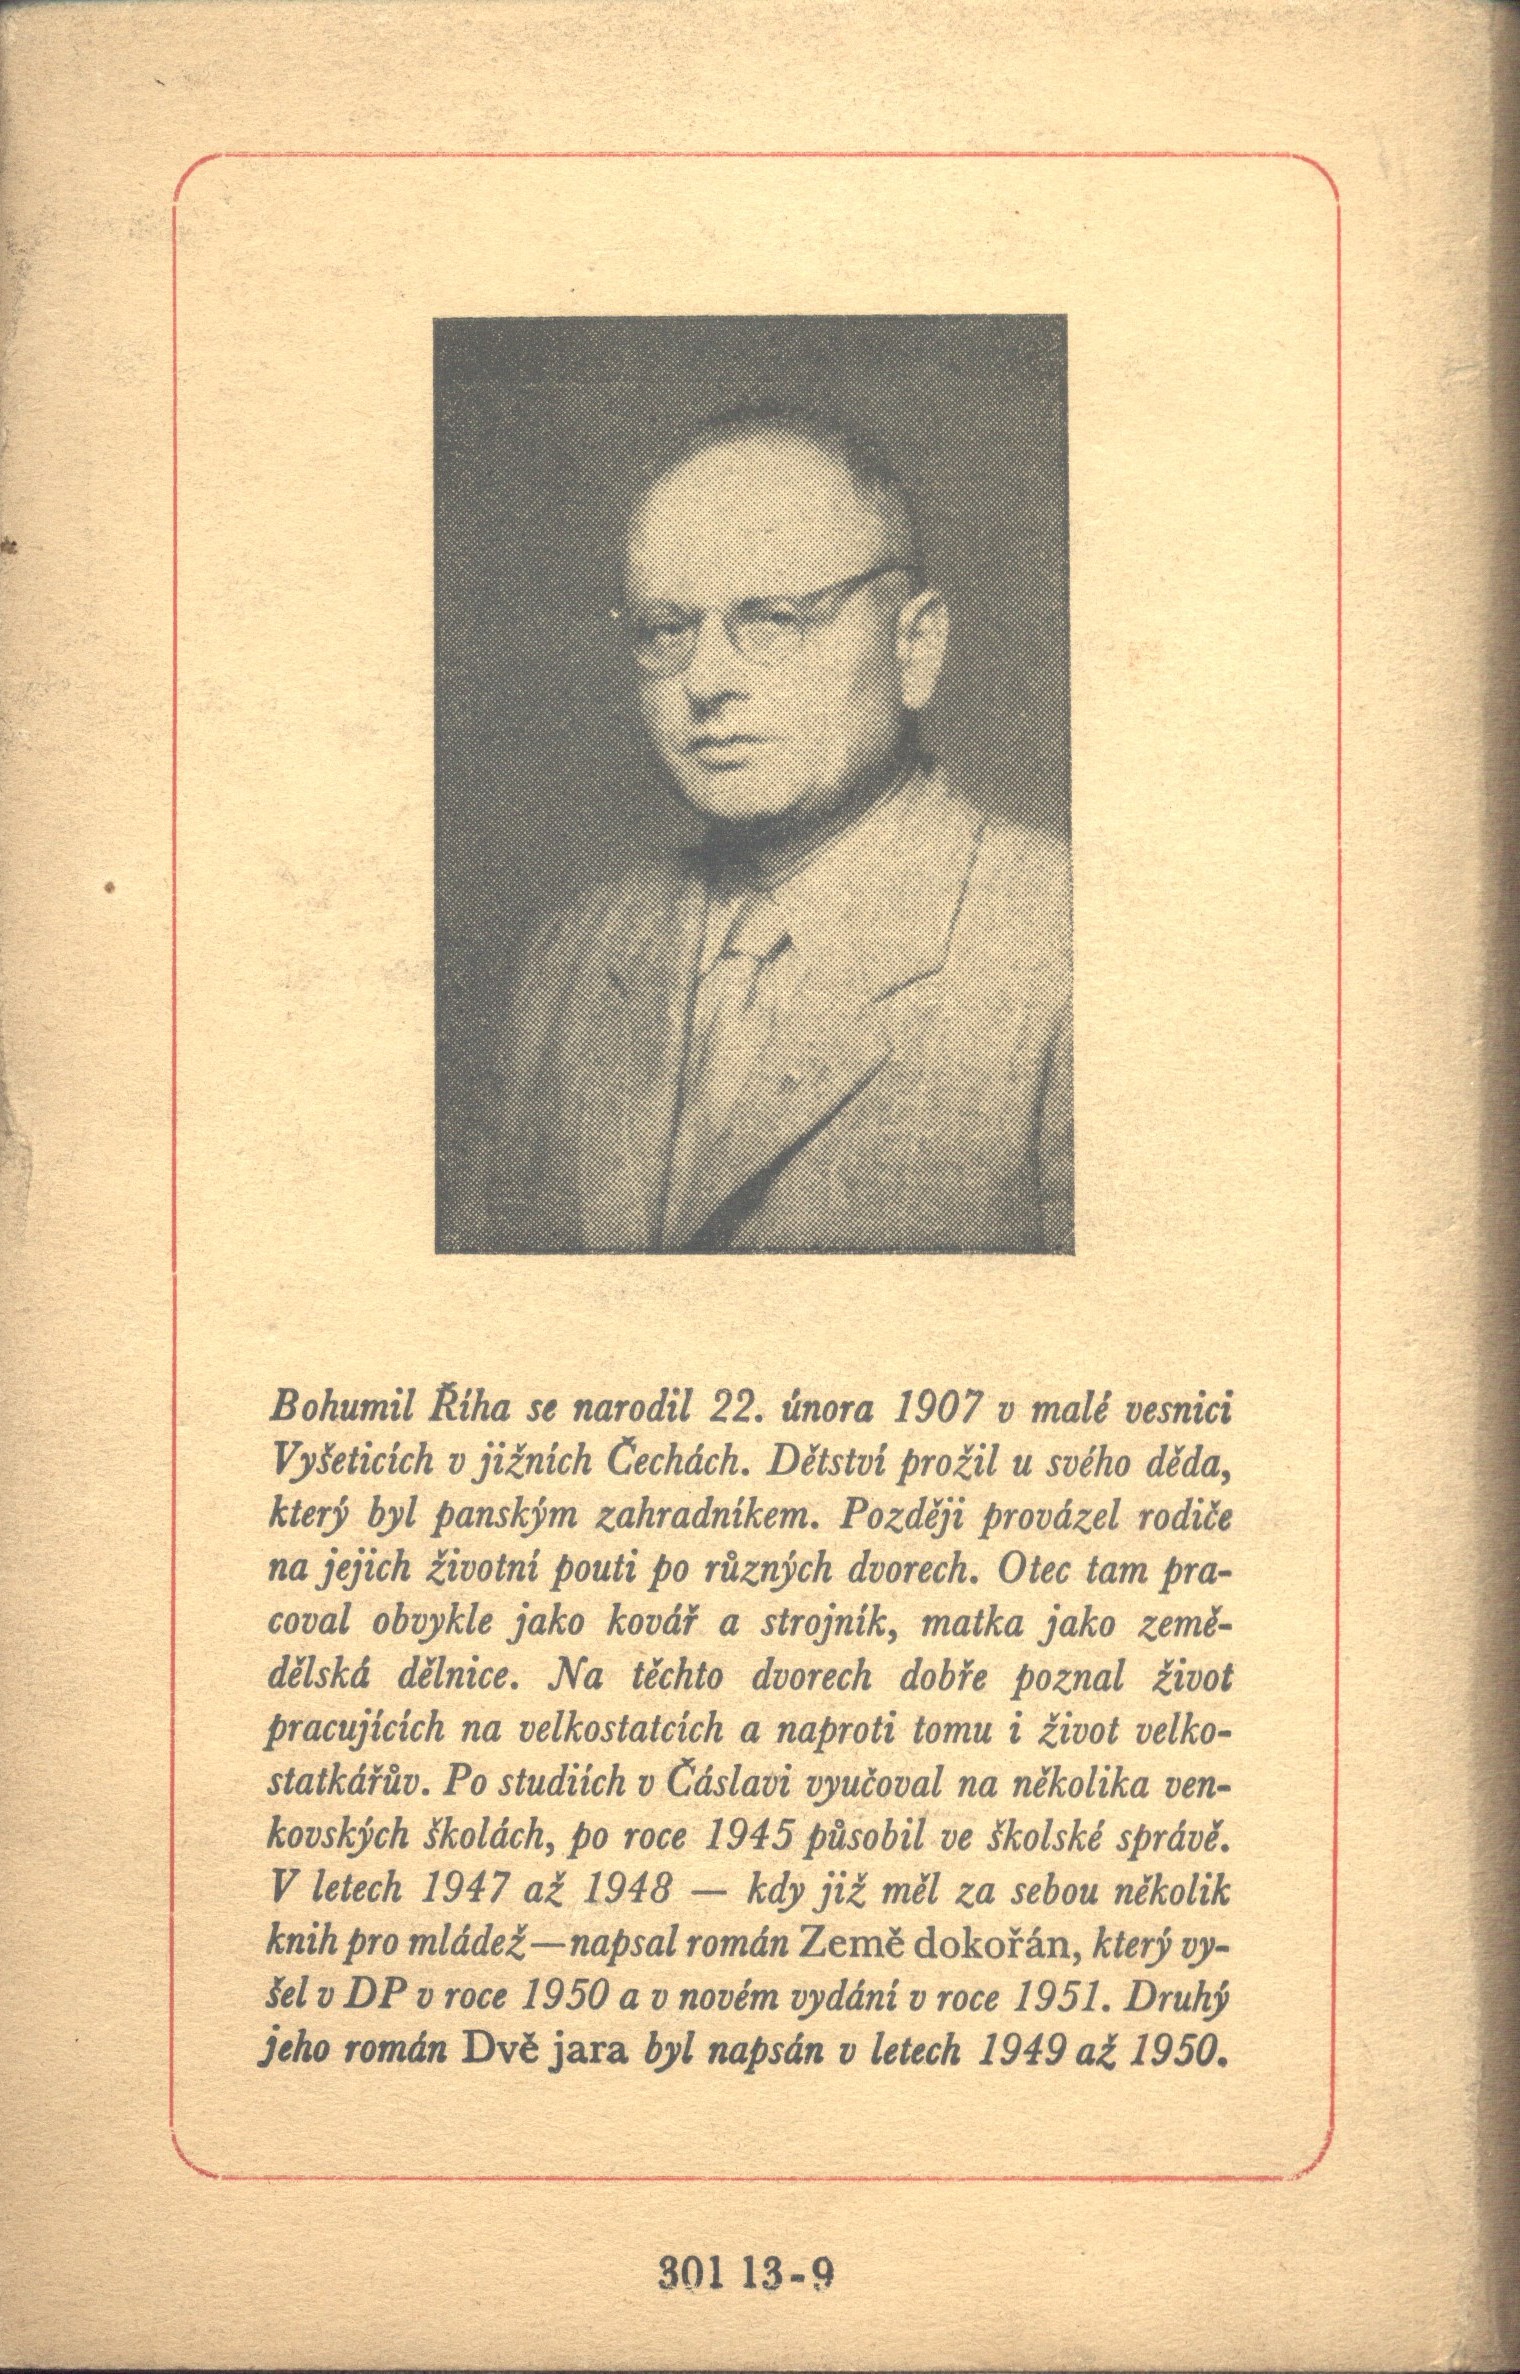 Bohumil Říha se narodil 22. února 1907 v malé vesnici
Vyšeticích v jižních Čechách. Dětství prožil u svého děda,
který byl panským zahradníkem. Později provázel rodiče
na jejich životní pouti po různých dvorech. Otec tam pra-
coval obvykle jako kovář a strojník, matka jako země-
dělská dělnice. Na těchto dvorech dobře poznal život
pracujících na velkostatcích a naproti tomu i život velko-
statkářův. Po studiích v Čáslavi vyučoval na několika ven-
kovských školách, po roce 1945 působil ve školské správě.
V letech 1947 až 1948 — kdy již měl za sebou několik
knih pro mládež—napsal román Země dokořán, který vy-
šel v DP v roce 1950 a v novém vydání v roce 1951. Druhý
jeho román Dvě jara byl napsán v letech 1949 až 1950.
301 13-9